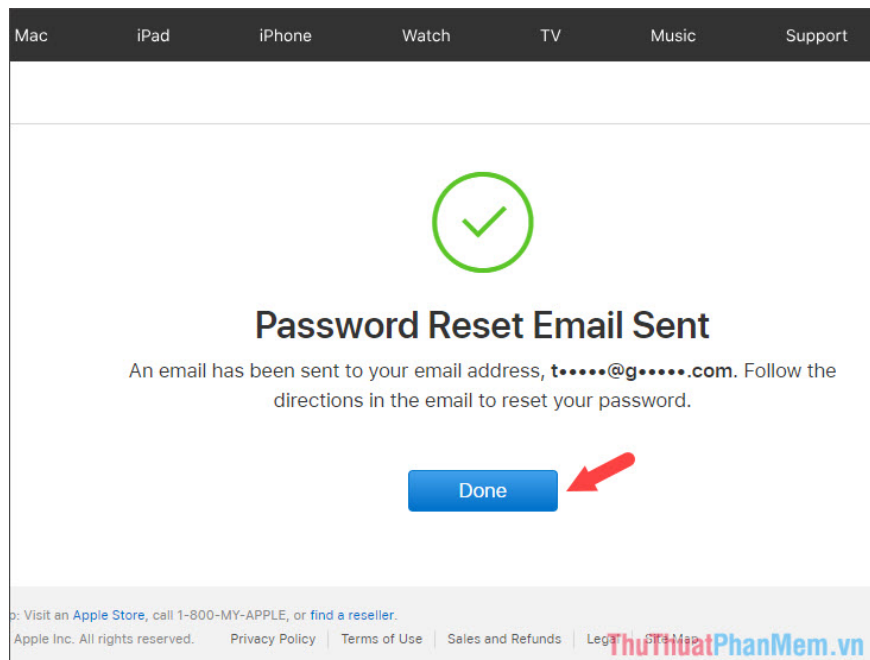 Mac iPad iPhone Watch TV Music Support
Password Reset Email Sent
An email has been sent to your email address, t•••••@g•••••.com. Follow the
directions in the email to reset your password.
Done
p: Visit an Apple Store, call 1-800-MY-APPLE, or find a reseller.
Apple Inc. All rights reserved. Privacy Policy Terms of Use Sales and Refunds Legal Site Map
ThuThuatPhanMem.vn